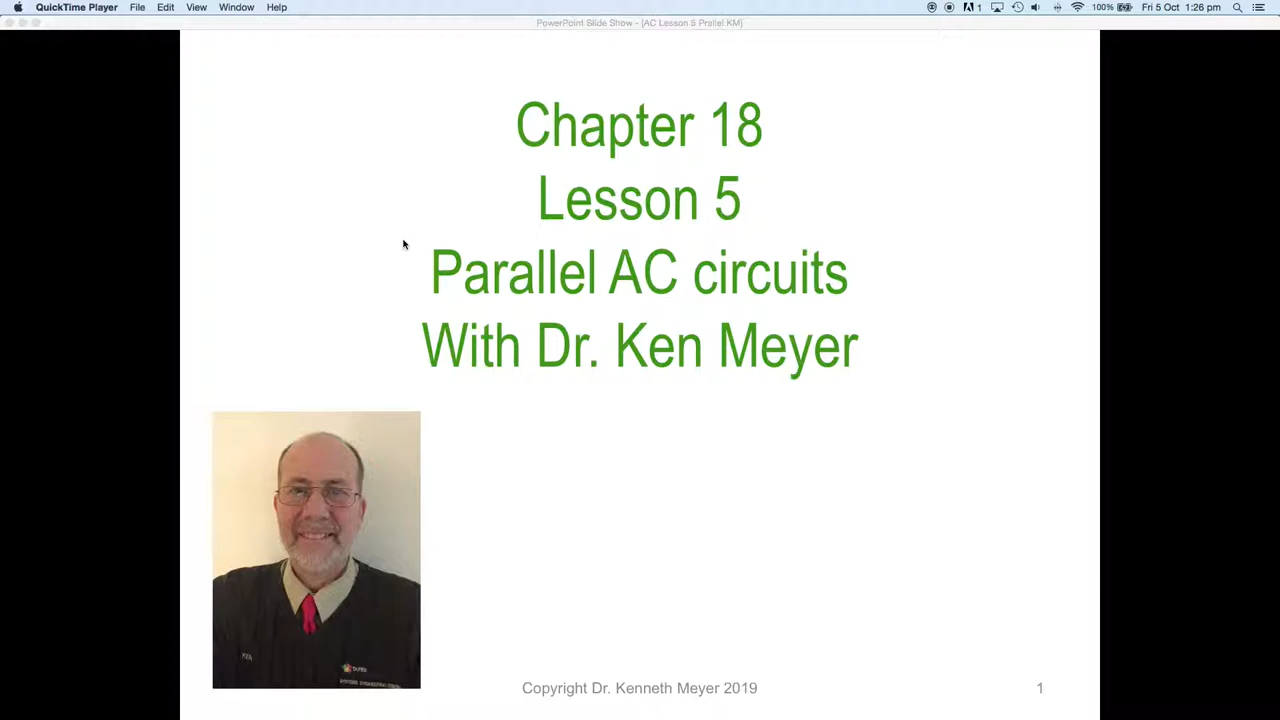 QuickTime Player File Edit View Window Help 1 100% Fri 5 Oct 1:26 pm
PowerPoint Slide Show - [AC Lesson 5 Prallel KM]
Chapter 18
Lesson 5
Parallel AC circuits
With Dr. Ken Meyer
KEN
Copyright Dr. Kenneth Meyer 2019 1